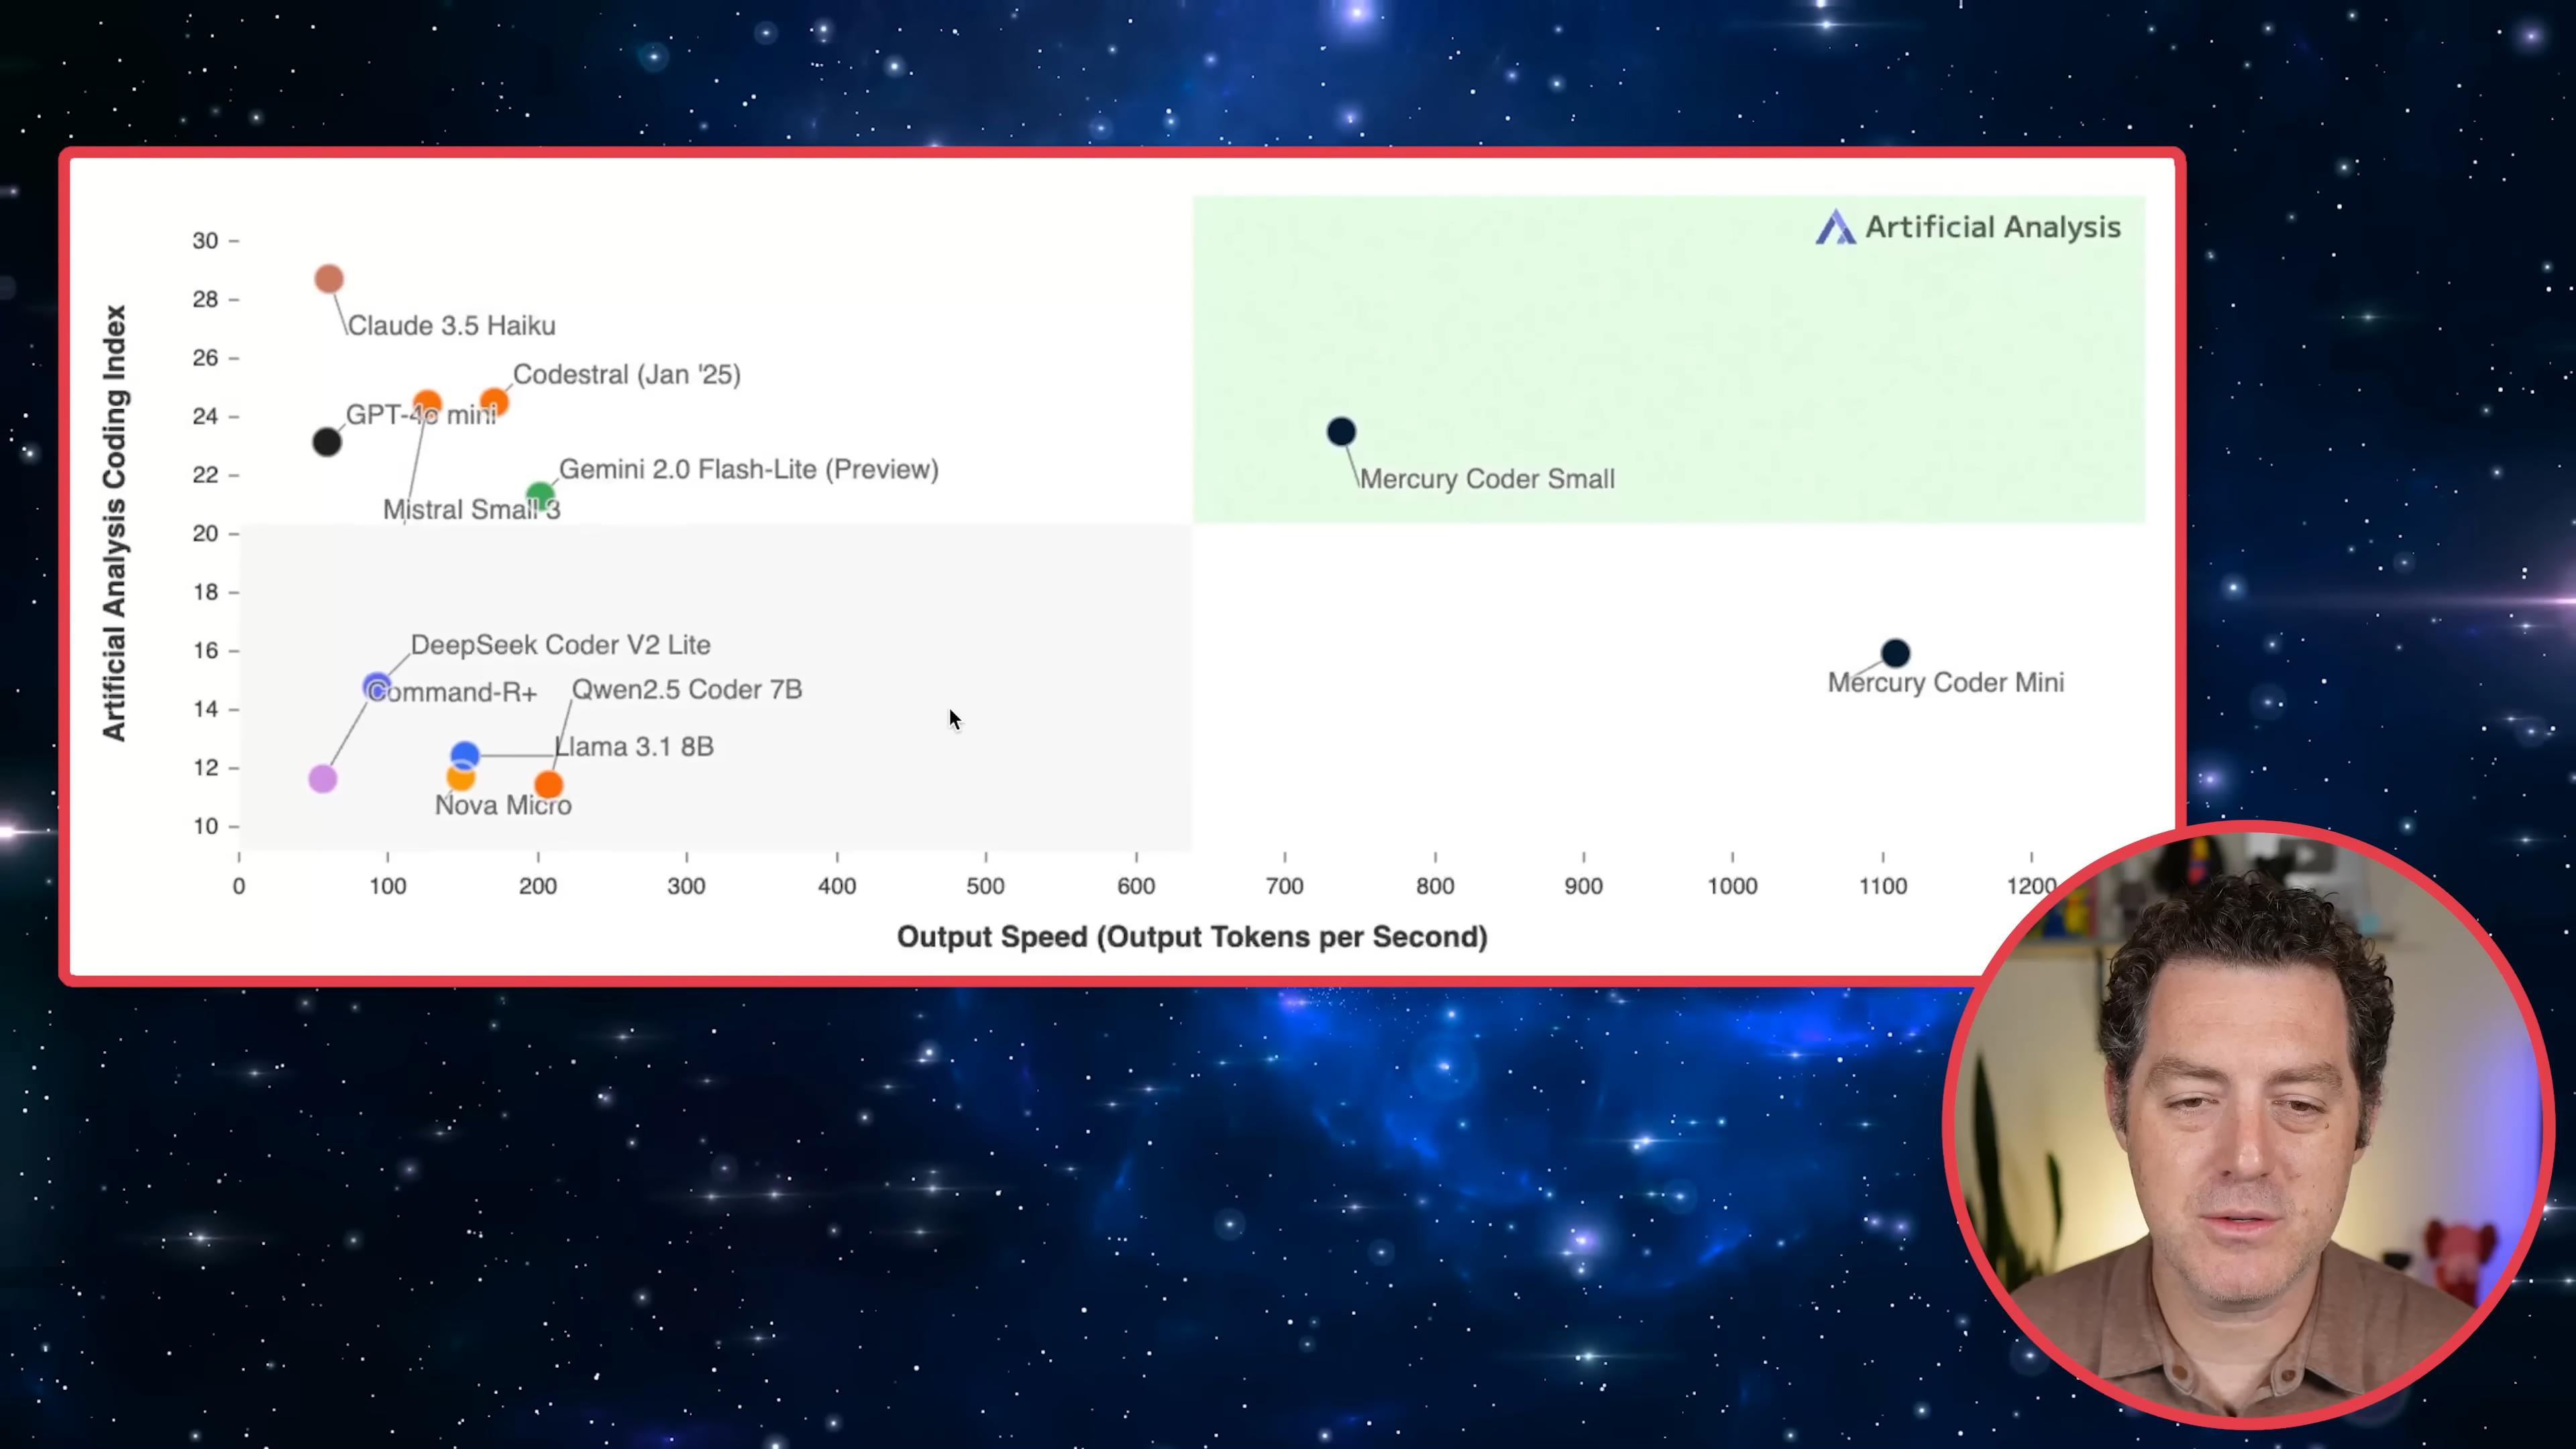 Artificial Analysis
30
28
26
24
22
20
18
16
14
12
10
Artificial Analysis Coding Index
Claude 3.5 Haiku
Codestral (Jan '25)
GPT-4o mini
Gemini 2.0 Flash-Lite (Preview)
Mistral Small 3
Mercury Coder Small
DeepSeek Coder V2 Lite
Command-R+
Qwen2.5 Coder 7B
Mercury Coder Mini
Llama 3.1 8B
Nova Micro
0 100 200 300 400 500 600 700 800 900 1000 1100 1200
Output Speed (Output Tokens per Second)